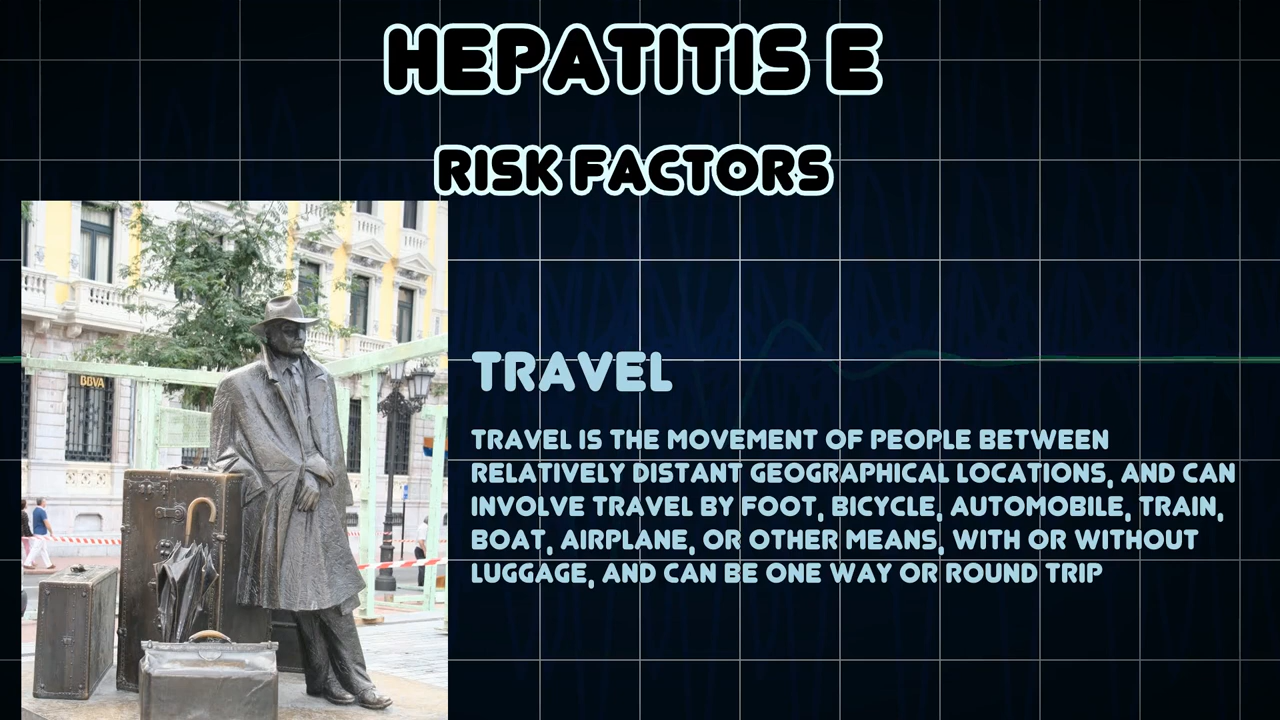 HEPATITIS E
RISK FACTORS
BBVA
TRAVEL
TRAVEL IS THE MOVEMENT OF PEOPLE BETWEEN
RELATIVELY DISTANT GEOGRAPHICAL LOCATIONS, AND CAN
INVOLVE TRAVEL BY FOOT, BICYCLE, AUTOMOBILE, TRAIN,
BOAT, AIRPLANE, OR OTHER MEANS, WITH OR WITHOUT
LUGGAGE, AND CAN BE ONE WAY OR ROUND TRIP